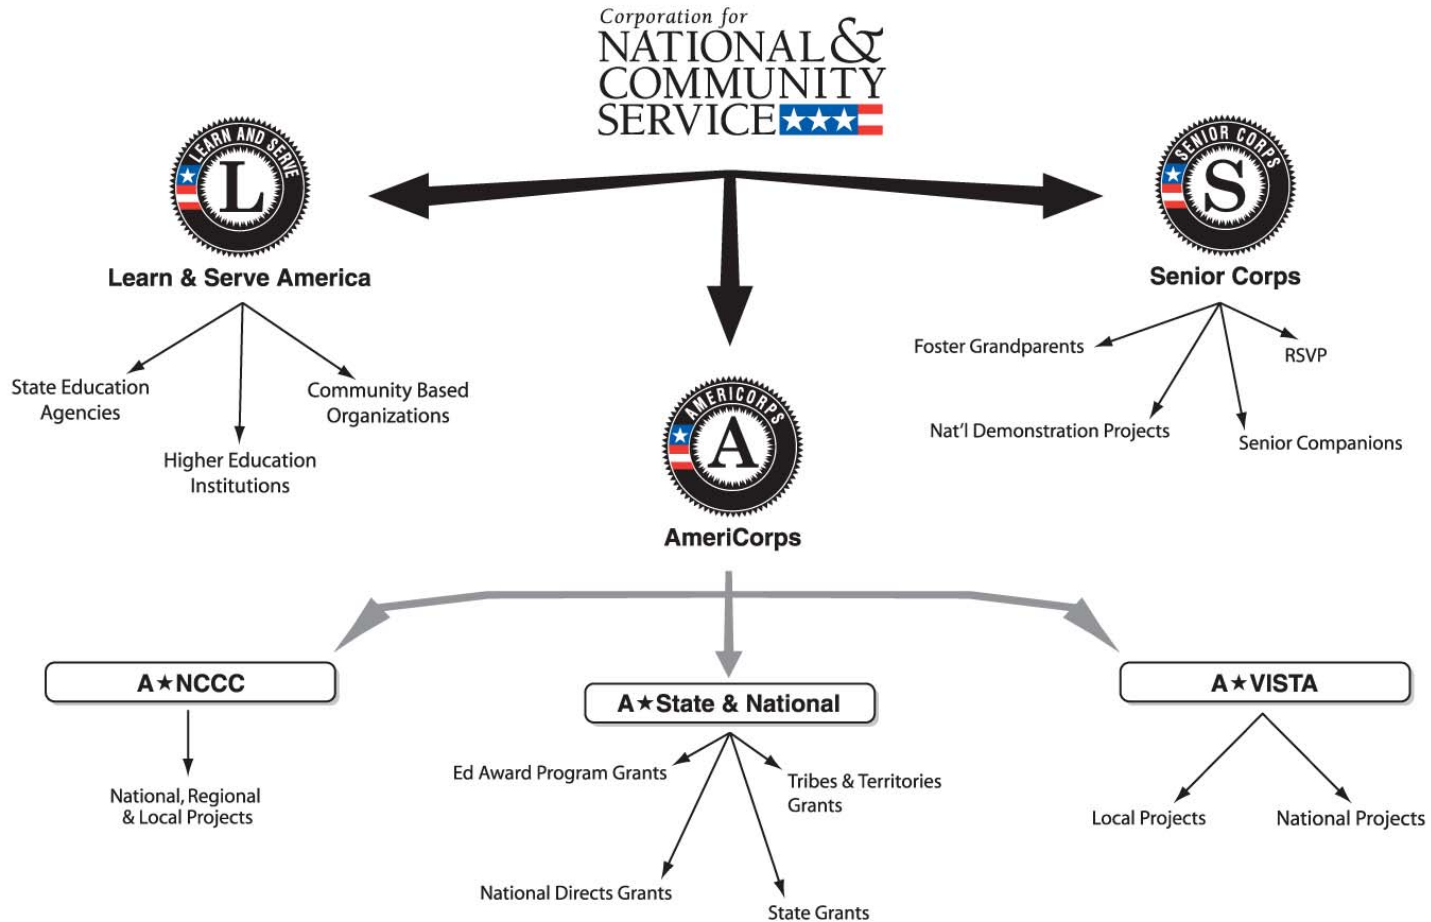 Corporation for
NATIONAL &
COMMUNITY
SERVICE
LEARN AND SERVE
L
Learn & Serve America
State Education
Agencies
Higher Education
Institutions
Community Based
Organizations
SENIOR CORPS
S
Senior Corps
Foster Grandparents
Nat'l Demonstration Projects
Senior Companions
RSVP
AMERICORPS
A
AmeriCorps
A★NCCC
National, Regional
& Local Projects
A★State & National
Ed Award Program Grants
National Directs Grants
State Grants
Tribes & Territories
Grants
A★VISTA
Local Projects
National Projects